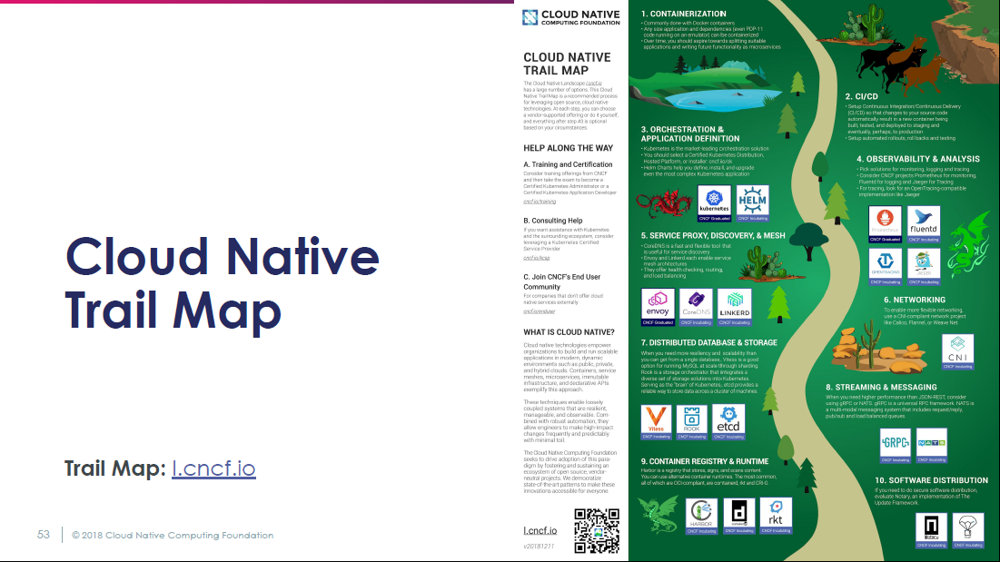 Cloud Native
Trail Map
Trail Map: l.cncf.io
53
© 2018 Cloud Native Computing Foundation
CLOUD NATIVE
COMPUTING FOUNDATION
CLOUD NATIVE
TRAIL MAP
The Cloud Native Landscape l.cncf.io
has a large number of options. This Cloud
Native Trail Map is a recommended process
for leveraging open source, cloud native
technologies. At each step, you can choose
a vendor-supported offering or do it yourself,
and everything after step #3 is optional
based on your circumstances.
HELP ALONG THE WAY
A. Training and Certification
Consider training offerings from CNCF
and then take the exam to become a
Certified Kubernetes Administrator or a
Certified Kubernetes Application Developer
cncf.io/training
B. Consulting Help
If you want assistance with Kubernetes
and the surrounding ecosystem, consider
leveraging a Kubernetes Certified
Service Provider
cncf.io/kcsp
C. Join CNCF's End User
Community
For companies that don't offer cloud
native services externally
cncf.io/enduser
WHAT IS CLOUD NATIVE?
Cloud native technologies empower
organizations to build and run scalable
applications in modern, dynamic
environments such as public, private,
and hybrid clouds. Containers, service
meshes, microservices, immutable
infrastructure, and declarative APIs
exemplify this approach.
These techniques enable loosely
coupled systems that are resilient,
manageable, and observable. Com-
bined with robust automation, they
allow engineers to make high-impact
changes frequently and predictably
with minimal toil.
The Cloud Native Computing Foundation
seeks to drive adoption of this para-
digm by fostering and sustaining an
ecosystem of open source, vendor-
neutral projects. We democratize
state-of-the-art patterns to make these
innovations accessible for everyone.
l.cncf.io
v20181211
1. CONTAINERIZATION
• Commonly done with Docker containers
• Any size application and dependencies (even PDP-11
code running on an emulator) can be containerized
• Over time, you should aspire towards splitting suitable
applications and writing future functionality as microservices
2. CI/CD
• Setup Continuous Integration/Continuous Delivery
(CI/CD) so that changes to your source code
automatically result in a new container being
built, tested, and deployed to staging and
eventually, perhaps, to production
• Setup automated rollouts, roll backs and testing
3. ORCHESTRATION &
APPLICATION DEFINITION
• Kubernetes is the market-leading orchestration solution
• You should select a Certified Kubernetes Distribution,
Hosted Platform, or Installer: cncf.io/ck
• Helm Charts help you define, install, and upgrade
even the most complex Kubernetes application
kubernetes
CNCF Graduated
HELM
CNCF Incubating
4. OBSERVABILITY & ANALYSIS
• Pick solutions for monitoring, logging and tracing
• Consider CNCF projects Prometheus for monitoring,
Fluentd for logging and Jaeger for Tracing
• For tracing, look for an OpenTracing-compatible
implementation like Jaeger
Prometheus
CNCF Graduated
fluentd
CNCF Incubating
OPENTRACING
CNCF Incubating
JAEGER
CNCF Incubating
5. SERVICE PROXY, DISCOVERY, & MESH
• CoreDNS is a fast and flexible tool that
is useful for service discovery
• Envoy and Linkerd each enable service
mesh architectures
• They offer health checking, routing,
and load balancing
envoy
CNCF Graduated
CoreDNS
CNCF Incubating
LINKERD
CNCF Incubating
6. NETWORKING
To enable more flexible networking,
use a CNI-compliant network project
like Calico, Flannel, or Weave Net.
CNI
CNCF Incubating
7. DISTRIBUTED DATABASE & STORAGE
When you need more resiliency and scalability than
you can get from a single database, Vitess is a good
option for running MySQL at scale through sharding.
Rook is a storage orchestrator that integrates a
diverse set of storage solutions into Kubernetes.
Serving as the "brain" of Kubernetes, etcd provides a
reliable way to store data across a cluster of machines.
Vitess
CNCF Incubating
ROOK
CNCF Incubating
etcd
CNCF Incubating
8. STREAMING & MESSAGING
When you need higher performance than JSON-REST, consider
using gRPC or NATS. gRPC is a universal RPC framework. NATS is
a multi-modal messaging system that includes request/reply,
pub/sub and load balanced queues.
gRPC
CNCF Incubating
NATS
CNCF Incubating
9. CONTAINER REGISTRY & RUNTIME
Harbor is a registry that stores, signs, and scans content.
You can use alternative container runtimes. The most common,
all of which are OCI-compliant, are containerd, rkt and CRI-O.
HARBOR
CNCF Incubating
containerd
CNCF Incubating
rkt
CNCF Incubating
10. SOFTWARE DISTRIBUTION
If you need to do secure software distribution,
evaluate Notary, an implementation of The
Update Framework.
notary
CNCF Incubating
CNCF Incubating